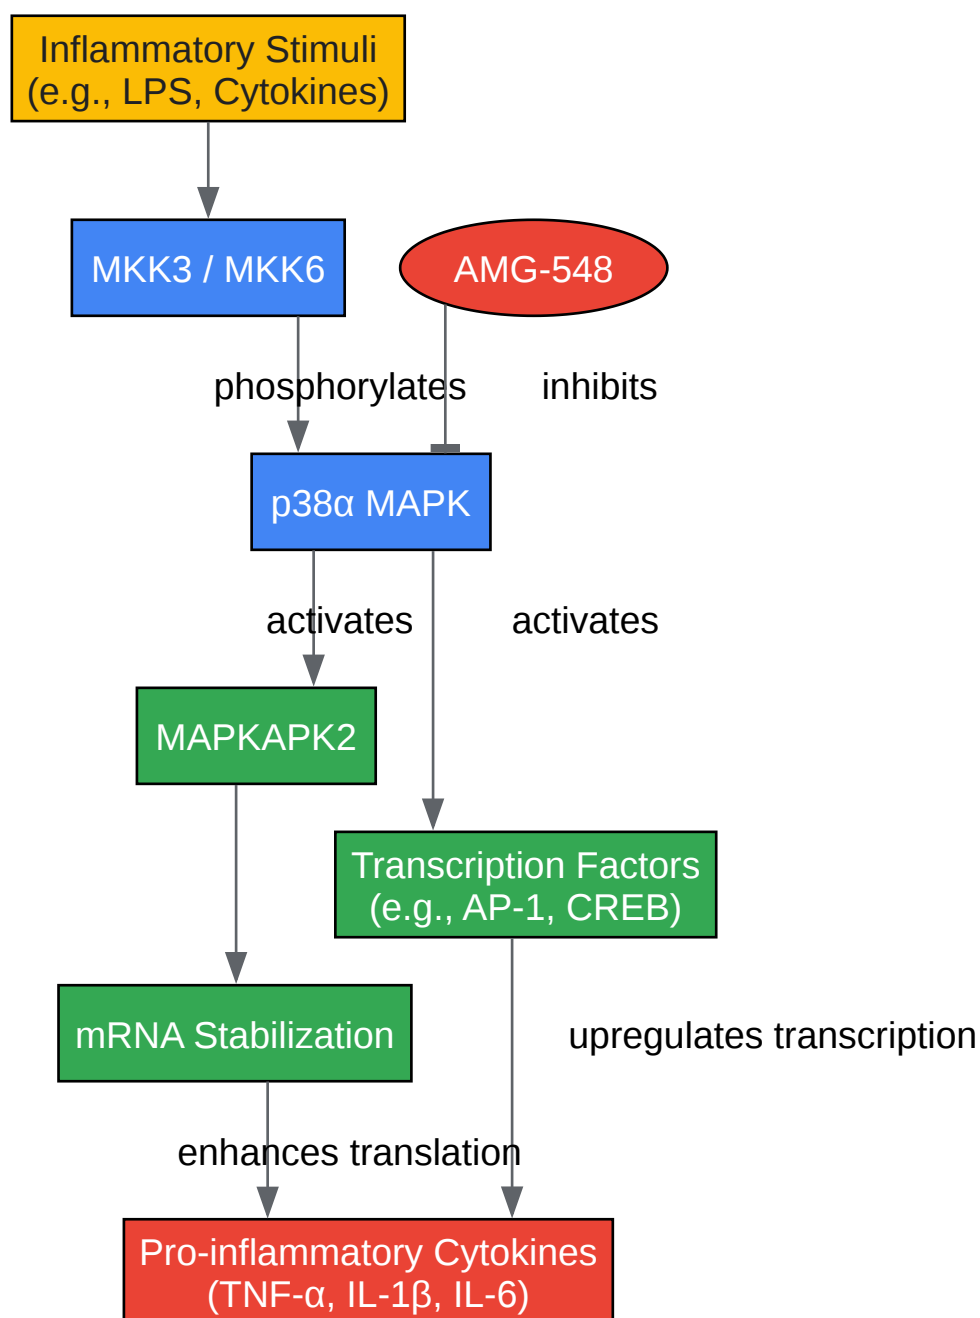 Inflammatory Stimuli
(e.g., LPS, Cytokines)
MKK3 / MKK6
AMG-548
phosphorylates
inhibits
p38α MAPK
activates
activates
MAPKAPK2
Transcription Factors
(e.g., AP-1, CREB)
mRNA Stabilization
upregulates transcription
enhances translation
Pro-inflammatory Cytokines
(TNF-α, IL-1β, IL-6)